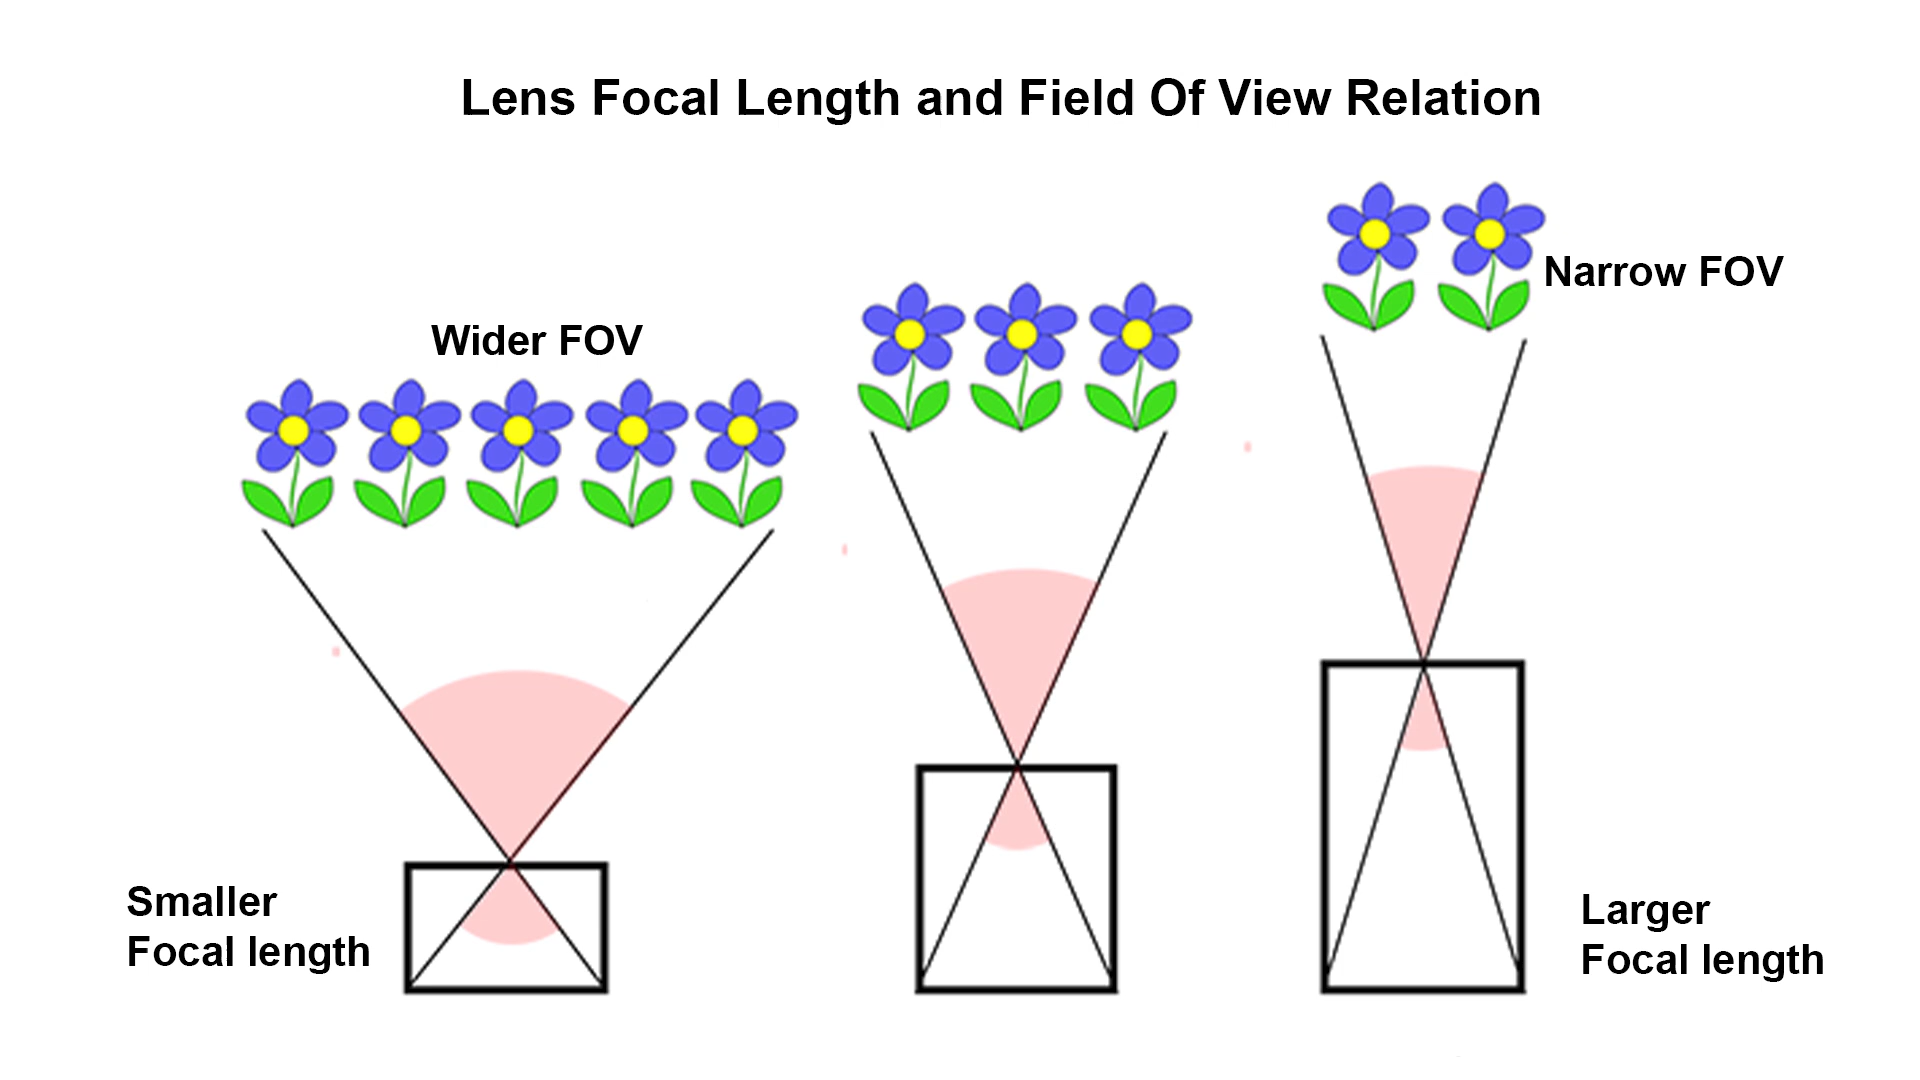 Lens Focal Length and Field Of View Relation
Narrow FOV
Wider FOV
Smaller
Focal length
Larger
Focal length